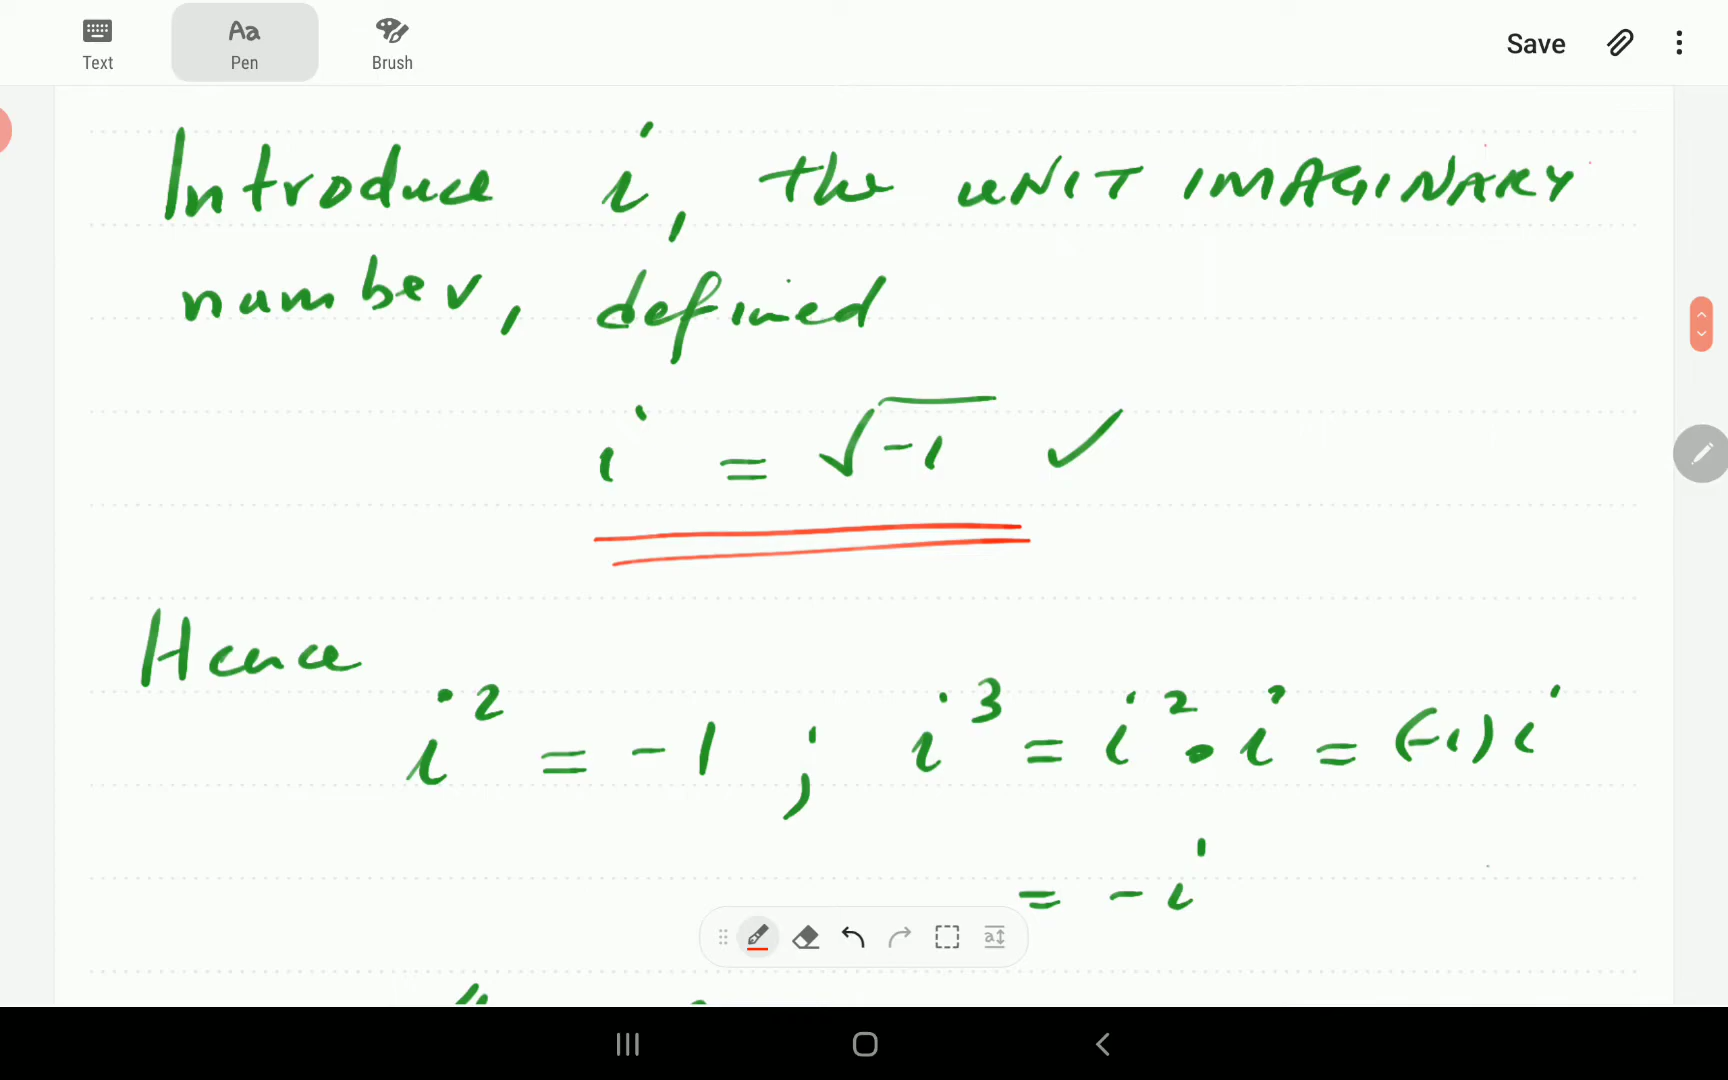 Text Pen Brush Save
Introduce i, the UNIT IMAGINARY
number, defined
i = √-1 ✓
Hence
i² = -1 ; i³ = i² • i = (-1) i
= - i